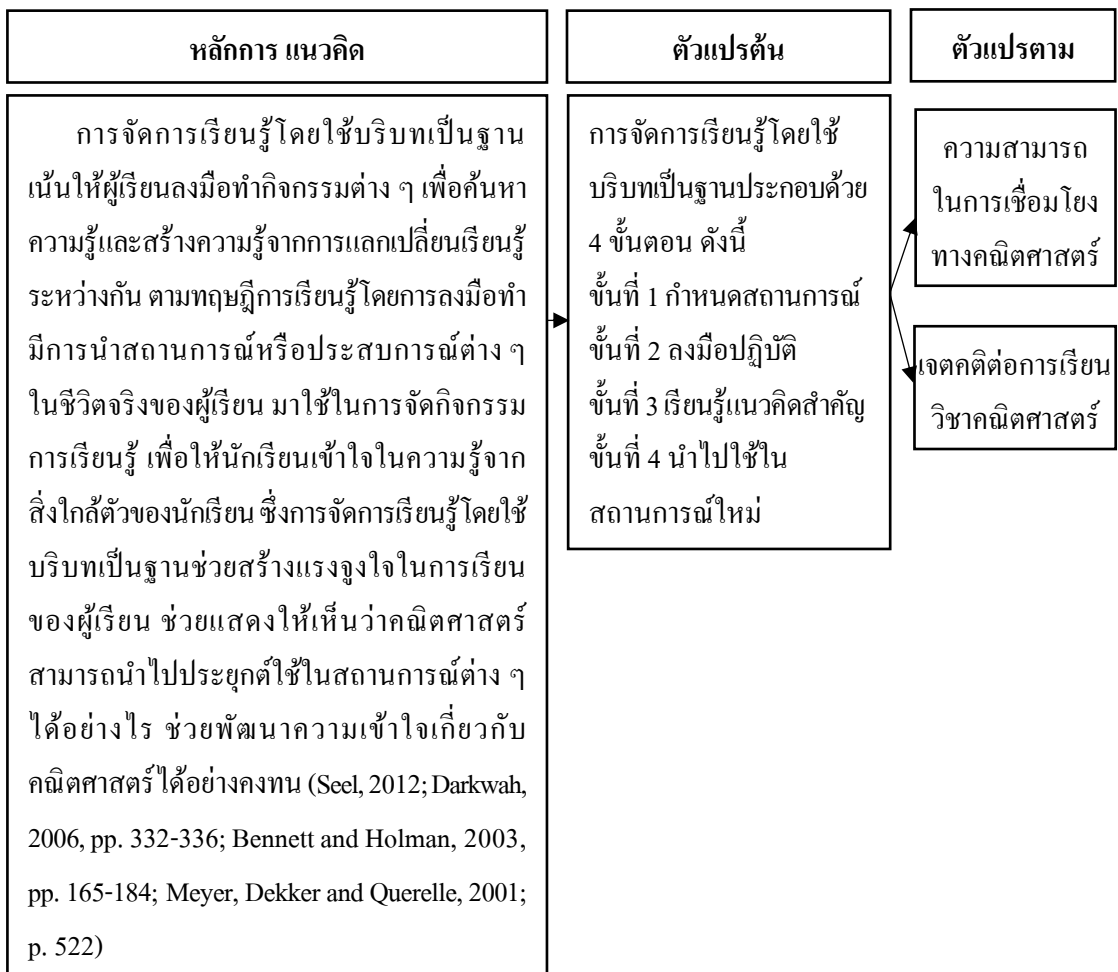 หลักการ แนวคิด
การจัดการเรียนรู้โดยใช้บริบทเป็นฐาน
เน้นให้ผู้เรียนลงมือทำกิจกรรมต่าง ๆ เพื่อค้นหา
ความรู้และสร้างความรู้จากการแลกเปลี่ยนเรียนรู้
ระหว่างกัน ตามทฤษฎีการเรียนรู้โดยการลงมือทำ
มีการนำสถานการณ์หรือประสบการณ์ต่าง ๆ
ในชีวิตจริงของผู้เรียน มาใช้ในการจัดกิจกรรม
การเรียนรู้ เพื่อให้นักเรียนเข้าใจในความรู้จาก
สิ่งใกล้ตัวของนักเรียน ซึ่งการจัดการเรียนรู้โดยใช้
บริบทเป็นฐานช่วยสร้างแรงจูงใจในการเรียน
ของผู้เรียน ช่วยแสดงให้เห็นว่าคณิตศาสตร์
สามารถนำไปประยุกต์ใช้ในสถานการณ์ต่าง ๆ
ได้อย่างไร ช่วยพัฒนาความเข้าใจเกี่ยวกับ
คณิตศาสตร์ได้อย่างคงทน (Seel, 2012; Darkwah,
2006, pp. 332-336; Bennett and Holman, 2003,
pp. 165-184; Meyer, Dekker and Querelle, 2001;
p. 522)
ตัวแปรต้น
การจัดการเรียนรู้โดยใช้
บริบทเป็นฐานประกอบด้วย
4 ขั้นตอน ดังนี้
ขั้นที่ 1 กำหนดสถานการณ์
ขั้นที่ 2 ลงมือปฏิบัติ
ขั้นที่ 3 เรียนรู้แนวคิดสำคัญ
ขั้นที่ 4 นำไปใช้ใน
สถานการณ์ใหม่
ตัวแปรตาม
ความสามารถ
ในการเชื่อมโยง
ทางคณิตศาสตร์
เจตคติต่อการเรียน
วิชาคณิตศาสตร์